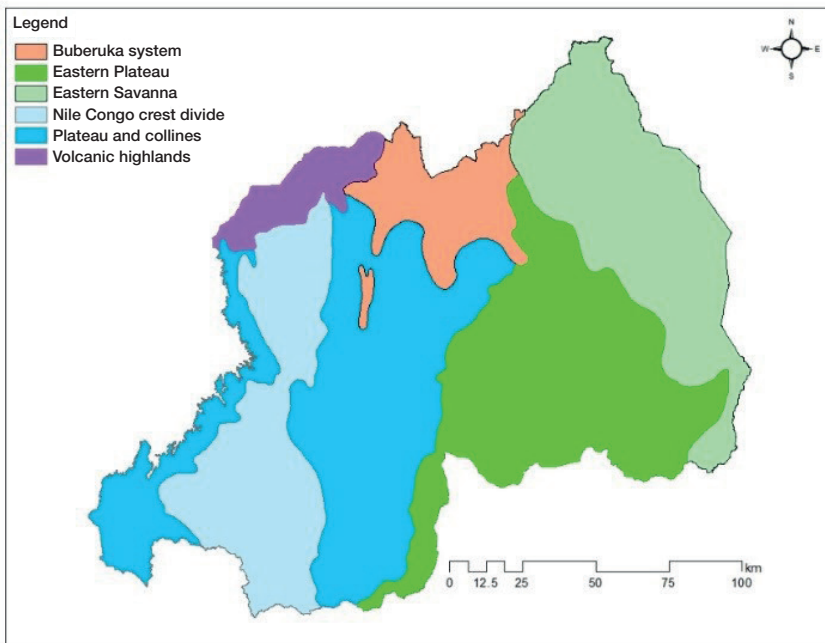 Legend
Buberuka system
Eastern Plateau
Eastern Savanna
Nile Congo crest divide
Plateau and collines
Volcanic highlands
N
W E
S
km
0 12.5 25 50 75 100